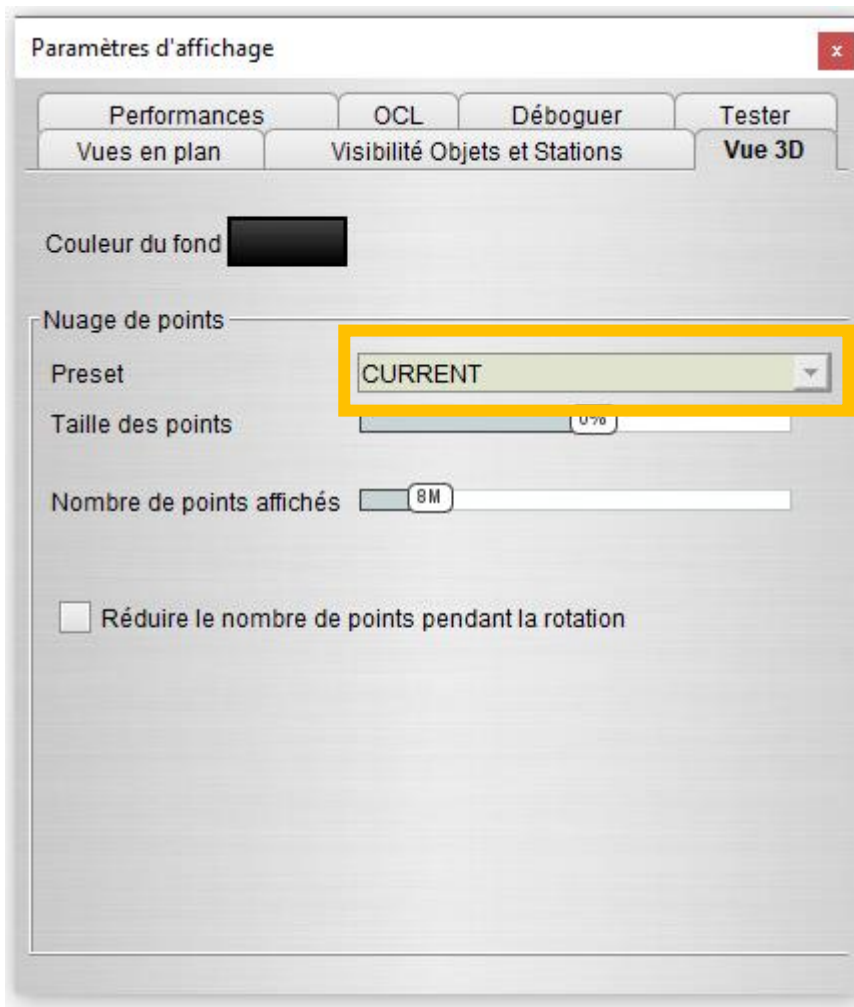 Paramètres d'affichage
x
Performances OCL Déboguer Tester
Vues en plan Visibilité Objets et Stations Vue 3D
Couleur du fond
Nuage de points
Preset CURRENT
Taille des points 0%
Nombre de points affichés 8M
Réduire le nombre de points pendant la rotation